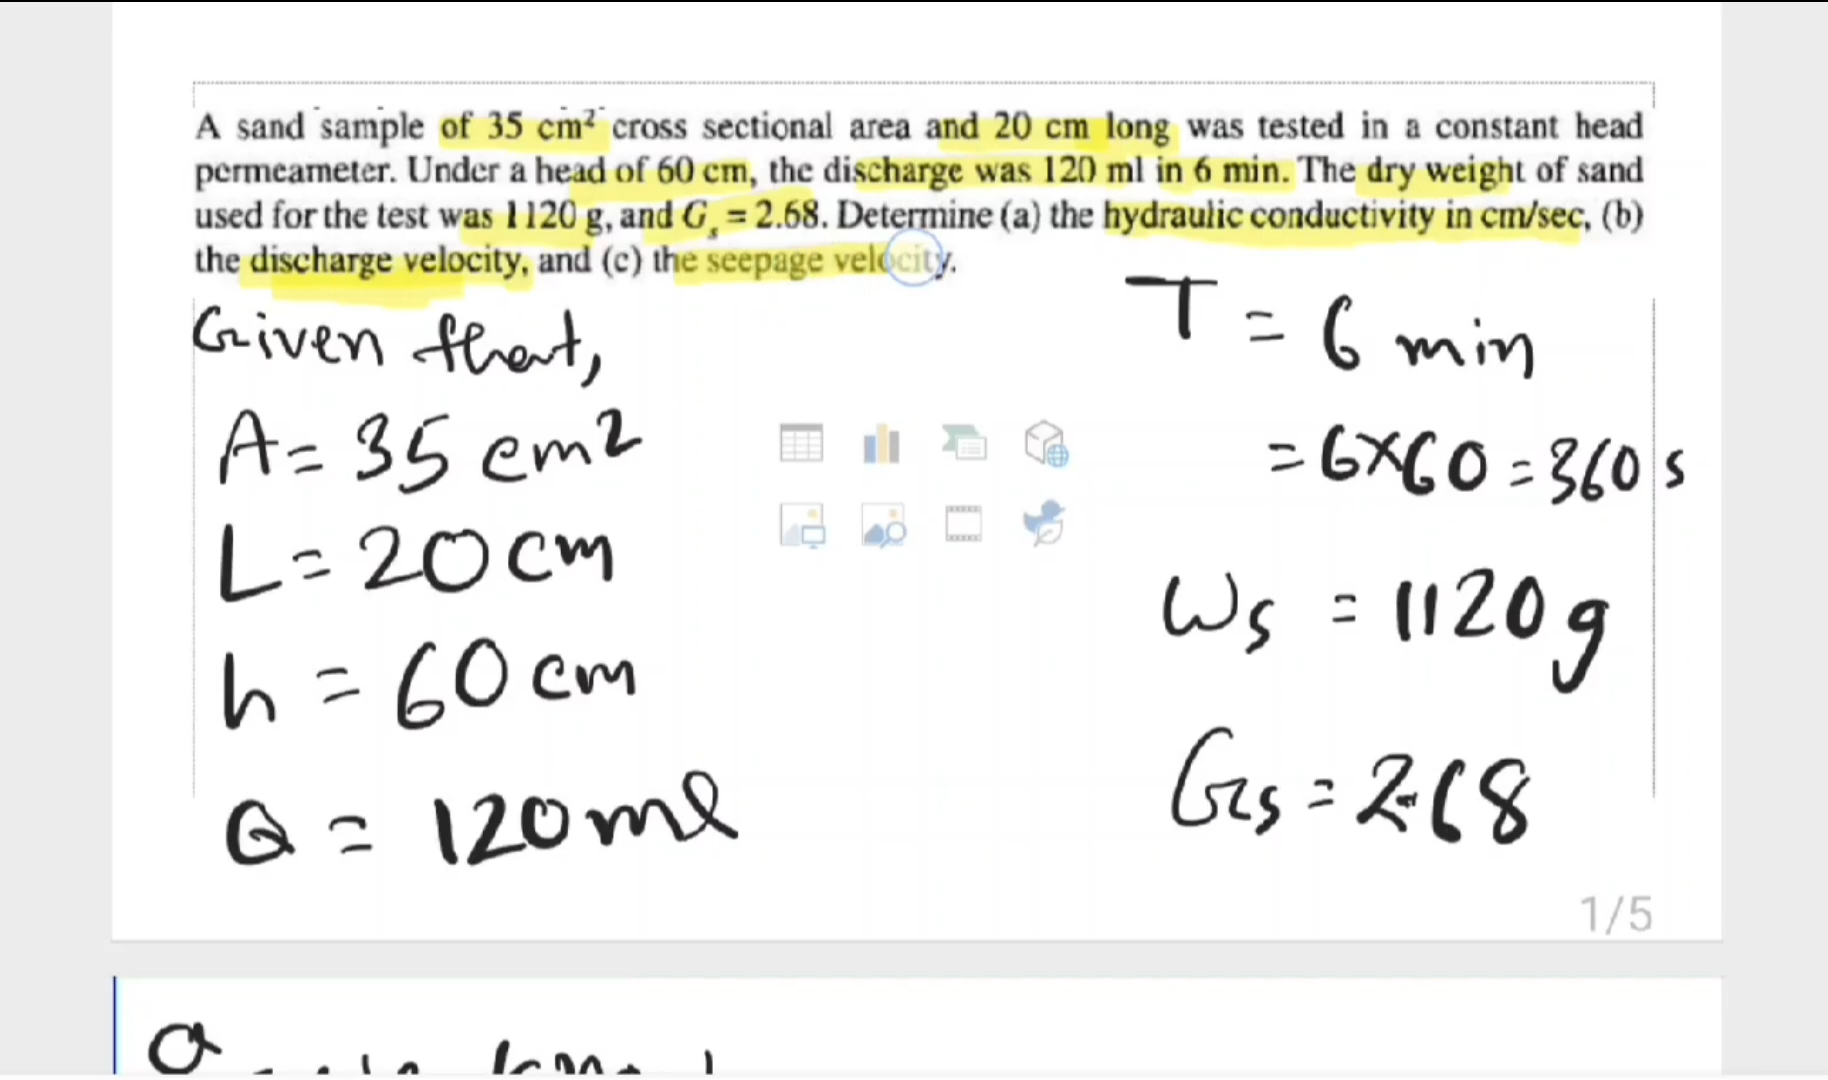 A sand sample of 35 cm² cross sectional area and 20 cm long was tested in a constant head
permeameter. Under a head of 60 cm, the discharge was 120 ml in 6 min. The dry weight of sand
used for the test was 1120 g, and Gₛ = 2.68. Determine (a) the hydraulic conductivity in cm/sec, (b)
the discharge velocity, and (c) the seepage velocity.
Given that,
A = 35 cm²
L = 20 cm
h = 60 cm
Q = 120 ml
T = 6 min
= 6×60 = 360 s
Ws = 1120 g
Gs = 2.68
1/5
a